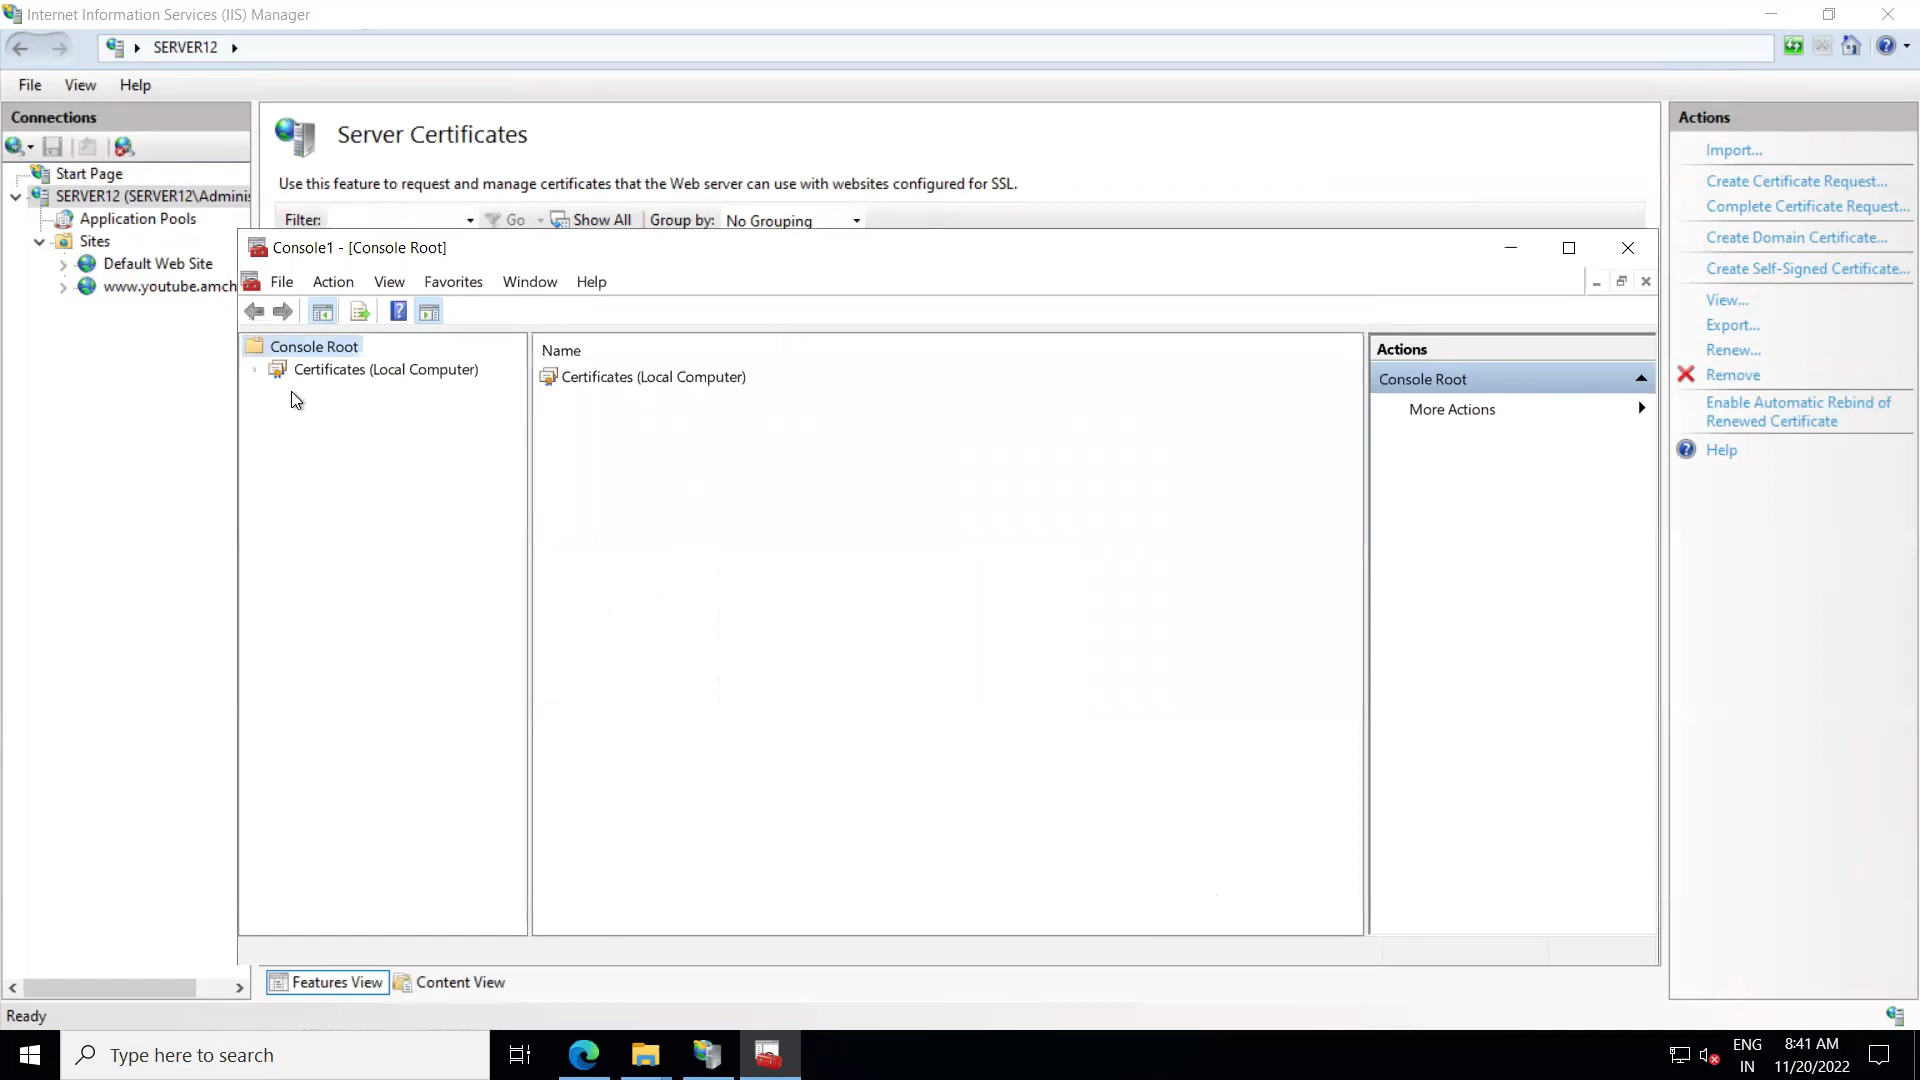 Internet Information Services (IIS) Manager
SERVER12
File View Help
Connections
Start Page
SERVER12 (SERVER12\Adminis
Application Pools
Sites
Default Web Site
www.youtube.amch
Server Certificates
Use this feature to request and manage certificates that the Web server can use with websites configured for SSL.
Filter: Go Show All Group by: No Grouping
Console1 - [Console Root]
File Action View Favorites Window Help
Console Root
Certificates (Local Computer)
Name
Certificates (Local Computer)
Actions
Console Root
More Actions
Actions
Import...
Create Certificate Request...
Complete Certificate Request...
Create Domain Certificate...
Create Self-Signed Certificate...
View...
Export...
Renew...
Remove
Enable Automatic Rebind of
Renewed Certificate
Help
Features View Content View
Ready
Type here to search
ENG
IN
8:41 AM
11/20/2022